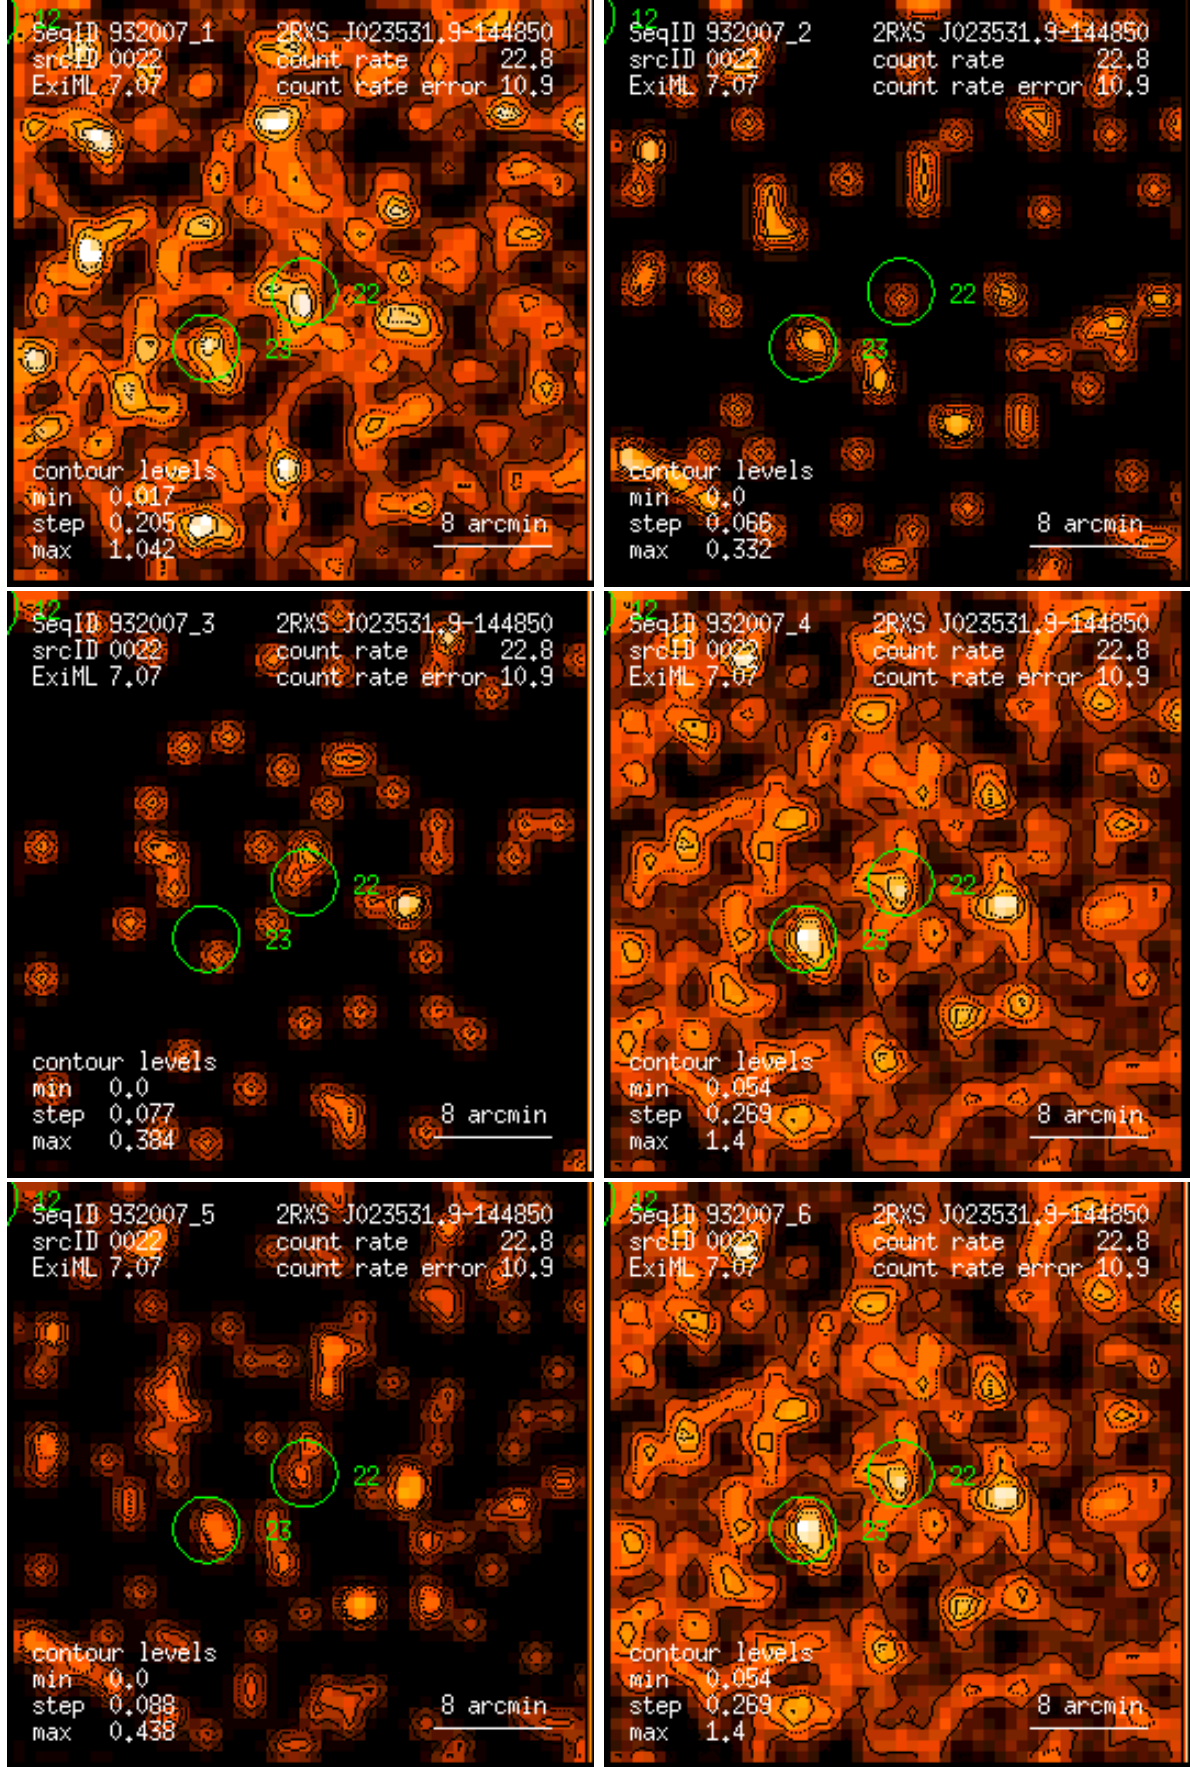 12
SeqID 932007_1 2RXS J023531.9-144850
srcID 0022 count rate 22.8
ExiML 7.07 count rate error 10.9
22
23
contour levels
min 0.017
step 0.205
max 1.042
8 arcmin
12
SeqID 932007_2 2RXS J023531.9-144850
srcID 0022 count rate 22.8
ExiML 7.07 count rate error 10.9
22
23
contour levels
min 0.0
step 0.066
max 0.332
8 arcmin
12
SeqID 932007_3 2RXS J023531.9-144850
srcID 0022 count rate 22.8
ExiML 7.07 count rate error 10.9
22
23
contour levels
min 0.0
step 0.077
max 0.384
8 arcmin
12
SeqID 932007_4 2RXS J023531.9-144850
srcID 0022 count rate 22.8
ExiML 7.07 count rate error 10.9
22
23
contour levels
min 0.054
step 0.269
max 1.4
8 arcmin
12
SeqID 932007_5 2RXS J023531.9-144850
srcID 0022 count rate 22.8
ExiML 7.07 count rate error 10.9
22
23
contour levels
min 0.0
step 0.088
max 0.438
8 arcmin
12
SeqID 932007_6 2RXS J023531.9-144850
srcID 0022 count rate 22.8
ExiML 7.07 count rate error 10.9
22
23
contour levels
min 0.054
step 0.269
max 1.4
8 arcmin